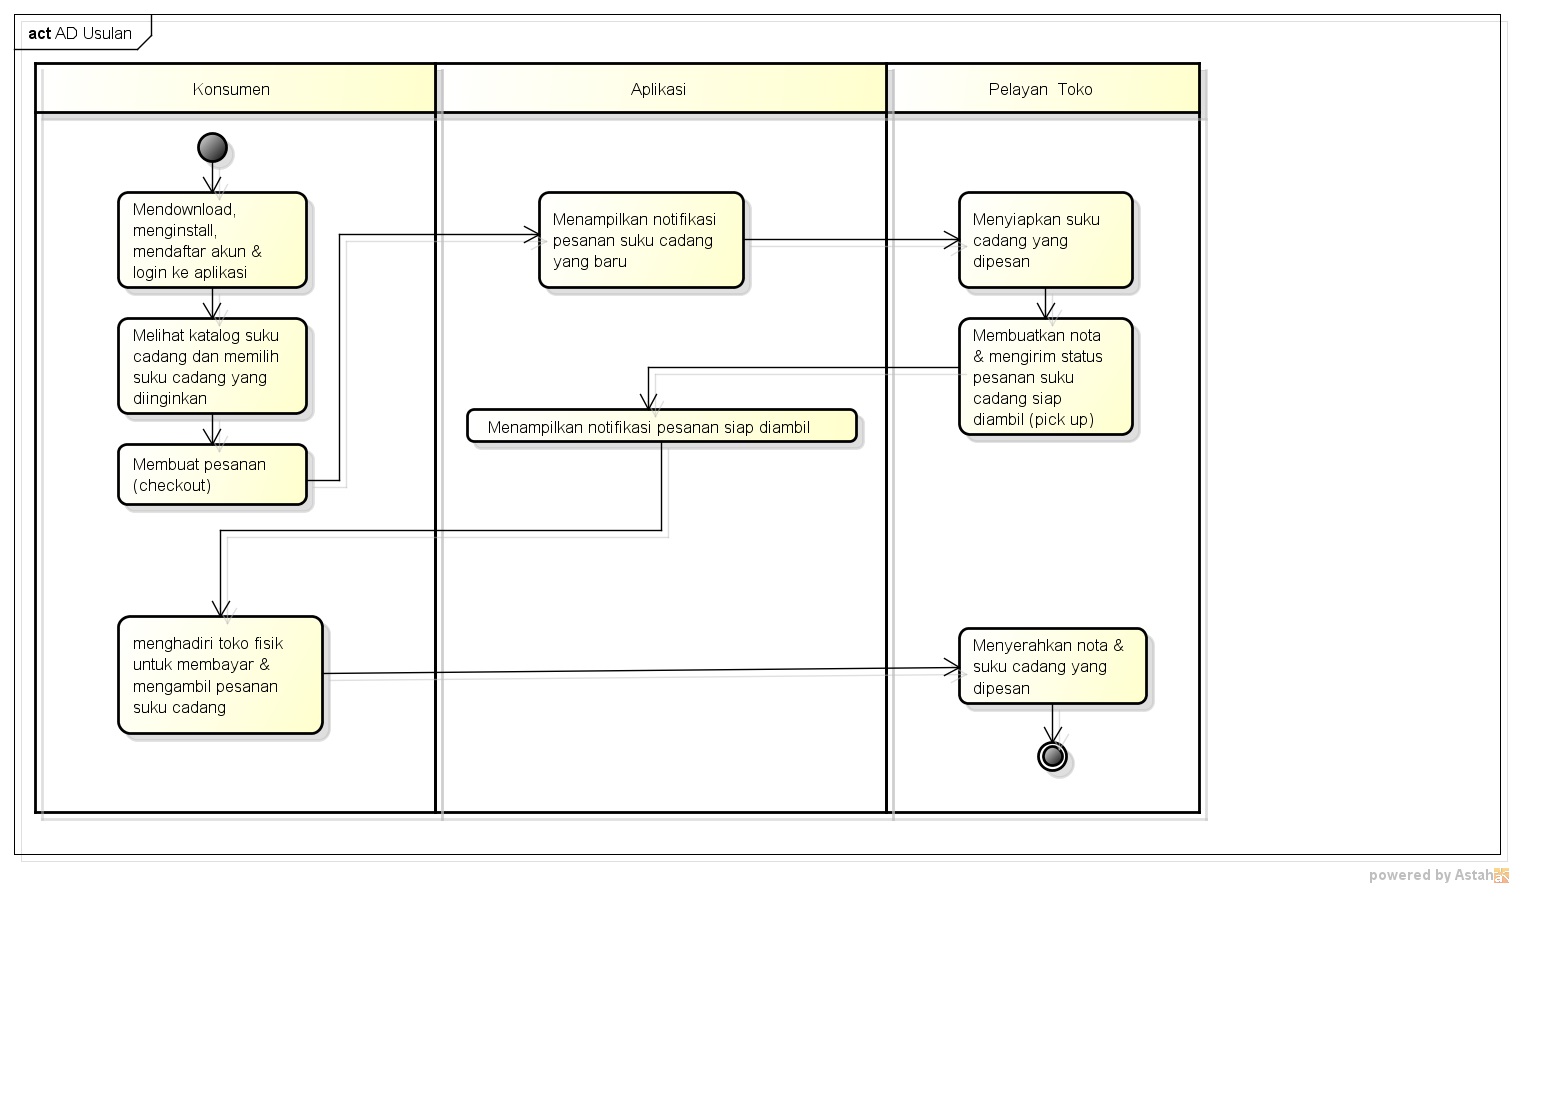 act AD Usulan
Konsumen
Aplikasi
Pelayan Toko
Mendownload,
menginstall,
mendaftar akun &
login ke aplikasi
Melihat katalog suku
cadang dan memilih
suku cadang yang
diinginkan
Membuat pesanan
(checkout)
Menampilkan notifikasi
pesanan suku cadang
yang baru
Menyiapkan suku
cadang yang
dipesan
Membuatkan nota
& mengirim status
pesanan suku
cadang siap
diambil (pick up)
Menampilkan notifikasi pesanan siap diambil
menghadiri toko fisik
untuk membayar &
mengambil pesanan
suku cadang
Menyerahkan nota &
suku cadang yang
dipesan
powered by Astah